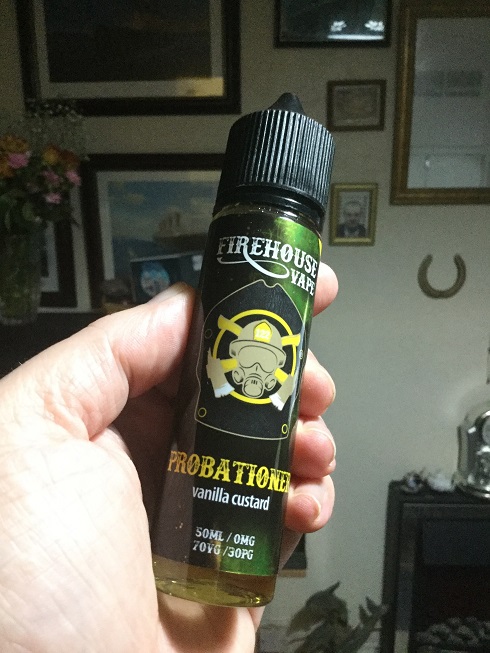 FIREHOUSE
VAPE
PROBATIONER
vanilla custard
50ML / 0MG
70VG / 30PG